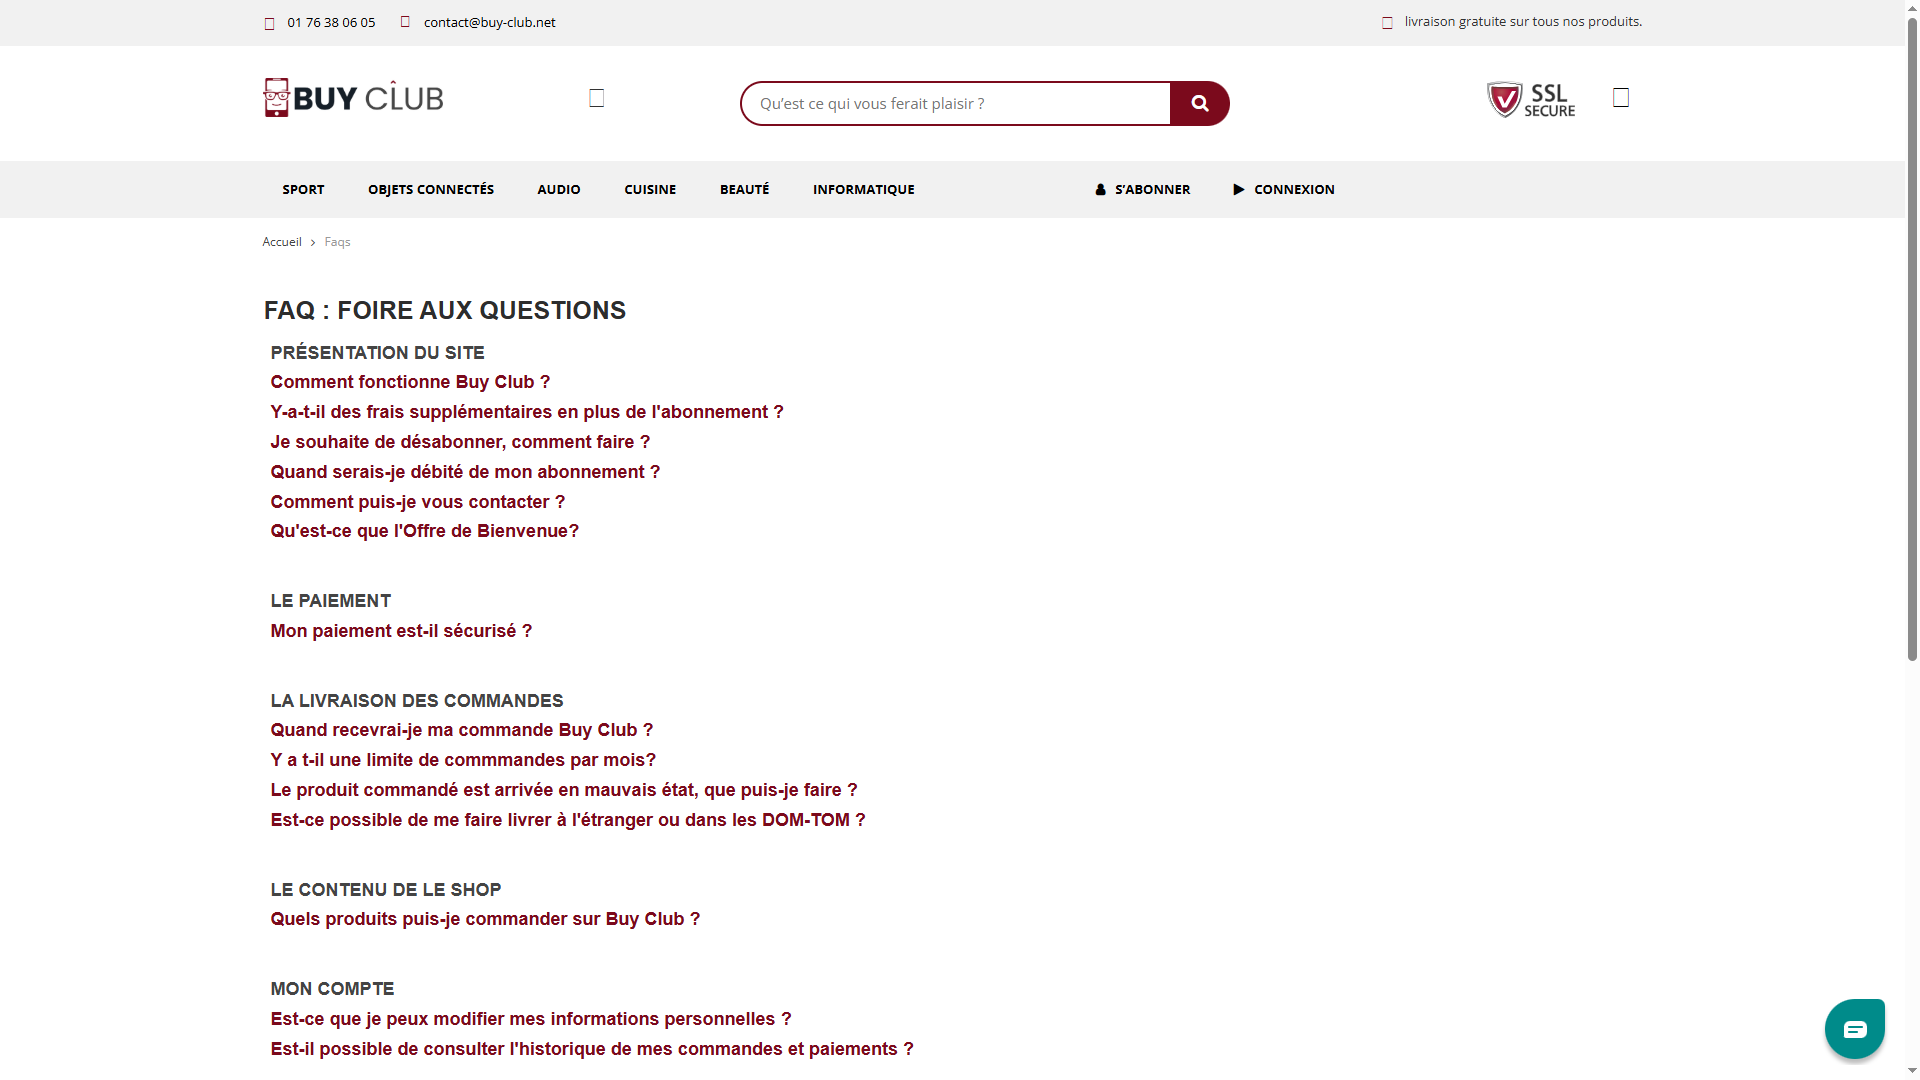 01 76 38 06 05 contact@buy-club.net livraison gratuite sur tous nos produits.
BUY CLUB
Qu'est ce qui vous ferait plaisir ?
SSL
SECURE
SPORT OBJETS CONNECTÉS AUDIO CUISINE BEAUTÉ INFORMATIQUE S'ABONNER CONNEXION
Accueil > Faqs
FAQ : FOIRE AUX QUESTIONS
PRÉSENTATION DU SITE
Comment fonctionne Buy Club ?
Y-a-t-il des frais supplémentaires en plus de l'abonnement ?
Je souhaite de désabonner, comment faire ?
Quand serais-je débité de mon abonnement ?
Comment puis-je vous contacter ?
Qu'est-ce que l'Offre de Bienvenue?
LE PAIEMENT
Mon paiement est-il sécurisé ?
LA LIVRAISON DES COMMANDES
Quand recevrai-je ma commande Buy Club ?
Y a t-il une limite de commmandes par mois?
Le produit commandé est arrivée en mauvais état, que puis-je faire ?
Est-ce possible de me faire livrer à l'étranger ou dans les DOM-TOM ?
LE CONTENU DE LE SHOP
Quels produits puis-je commander sur Buy Club ?
MON COMPTE
Est-ce que je peux modifier mes informations personnelles ?
Est-il possible de consulter l'historique de mes commandes et paiements ?